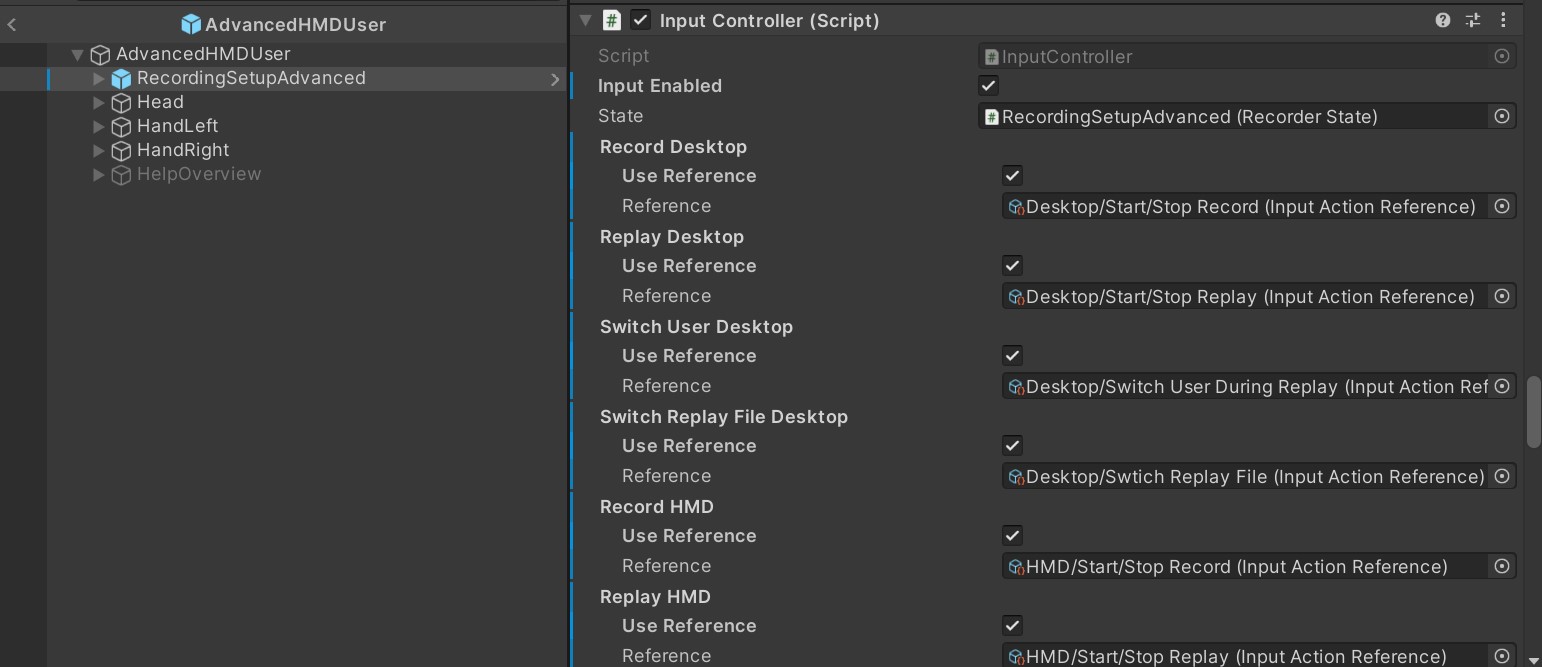 AdvancedHMDUser
AdvancedHMDUser
RecordingSetupAdvanced
Head
HandLeft
HandRight
HelpOverview
Input Controller (Script)
Script
InputController
Input Enabled
State
RecordingSetupAdvanced (Recorder State)
Record Desktop
Use Reference
Reference
Desktop/Start/Stop Record (Input Action Reference)
Replay Desktop
Use Reference
Reference
Desktop/Start/Stop Replay (Input Action Reference)
Switch User Desktop
Use Reference
Reference
Desktop/Switch User During Replay (Input Action Ref
Switch Replay File Desktop
Use Reference
Reference
Desktop/Swtich Replay File (Input Action Reference)
Record HMD
Use Reference
Reference
HMD/Start/Stop Record (Input Action Reference)
Replay HMD
Use Reference
Reference
HMD/Start/Stop Replay (Input Action Reference)